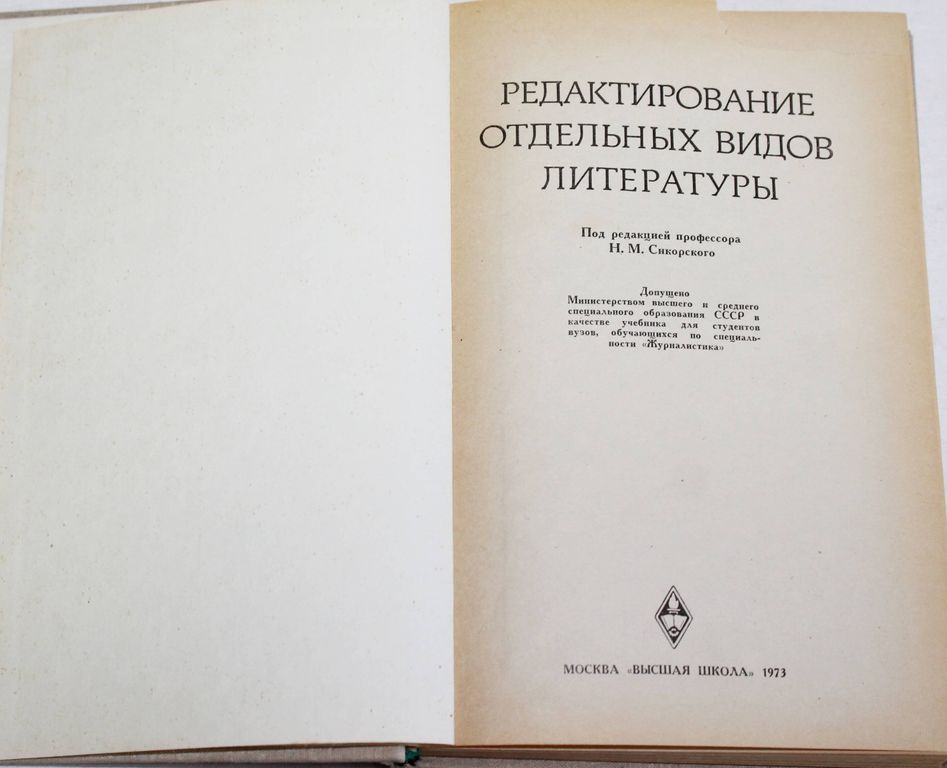 РЕДАКТИРОВАНИЕ
ОТДЕЛЬНЫХ ВИДОВ
ЛИТЕРАТУРЫ
Под редакцией профессора
Н. М. Сикорского
Допущено
Министерством высшего и среднего
специального образования СССР в
качестве учебника для студентов
вузов, обучающихся по специаль-
ности «Журналистика»
МОСКВА «ВЫСШАЯ ШКОЛА» 1973